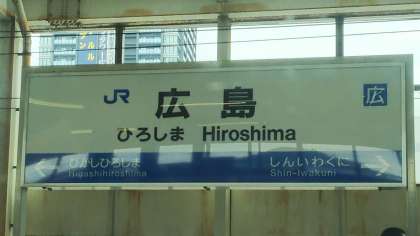 JR 広島 広
ひろしま Hiroshima
ひがしひろしま しんいわくに
Higashihiroshima Shin-Iwakuni